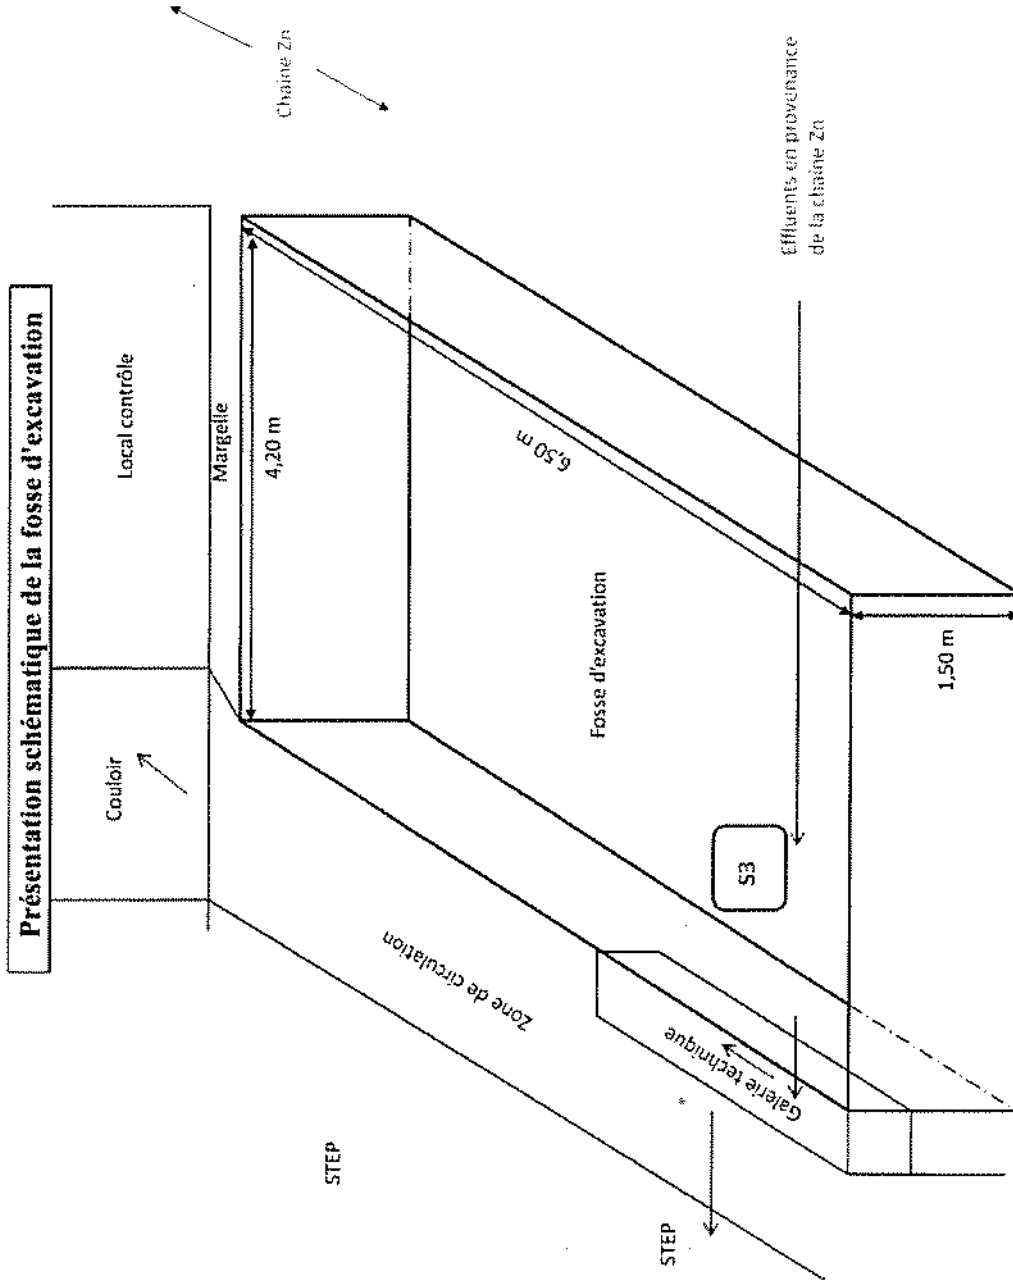 Présentation schématique de la fosse d'excavation
Couloir
Local contrôle
Chaine Zn
Margelle
4,20 m
6,50 m
Zone de circulation
Fosse d'excavation
Effluents en provenance
de la chaine Zn
S3
Galerie technique
1,50 m
STEP
STEP